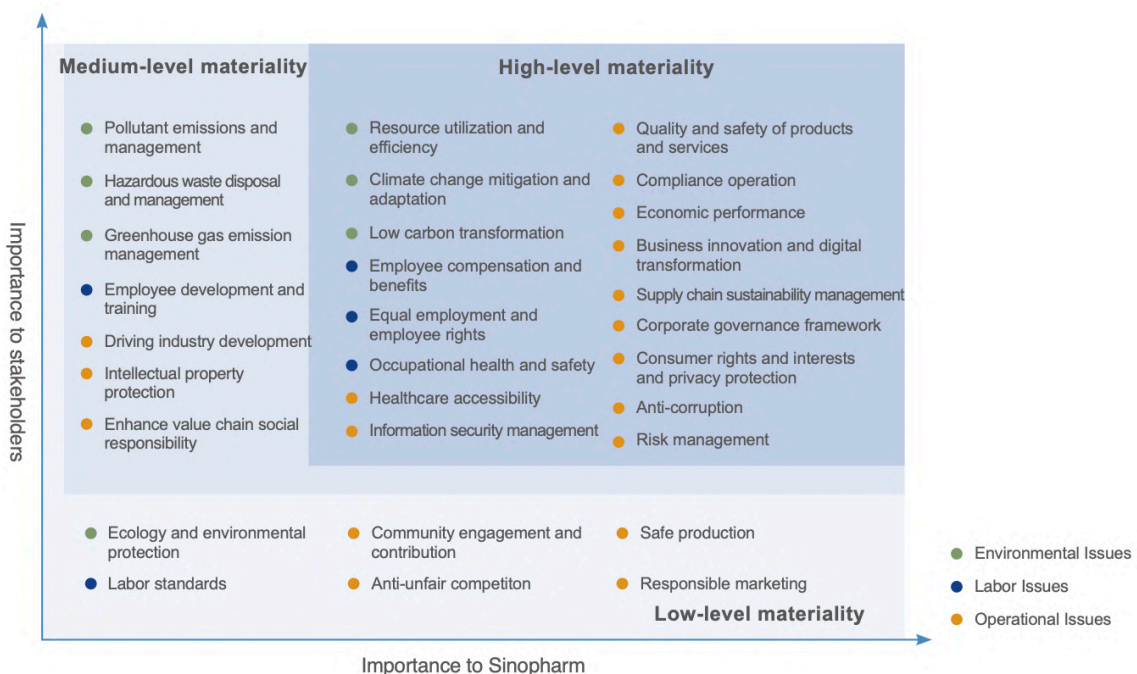 Medium-level materiality
High-level materiality
Pollutant emissions and
management
Hazardous waste disposal
and management
Greenhouse gas emission
management
Employee development and
training
Driving industry development
Intellectual property
protection
Enhance value chain social
responsibility
Resource utilization and
efficiency
Climate change mitigation and
adaptation
Low carbon transformation
Employee compensation and
benefits
Equal employment and
employee rights
Occupational health and safety
Healthcare accessibility
Information security management
Quality and safety of products
and services
Compliance operation
Economic performance
Business innovation and digital
transformation
Supply chain sustainability management
Corporate governance framework
Consumer rights and interests
and privacy protection
Anti-corruption
Risk management
Importance to stakeholders
Ecology and environmental
protection
Labor standards
Community engagement and
contribution
Anti-unfair competiton
Safe production
Responsible marketing
Low-level materiality
Environmental Issues
Labor Issues
Operational Issues
Importance to Sinopharm